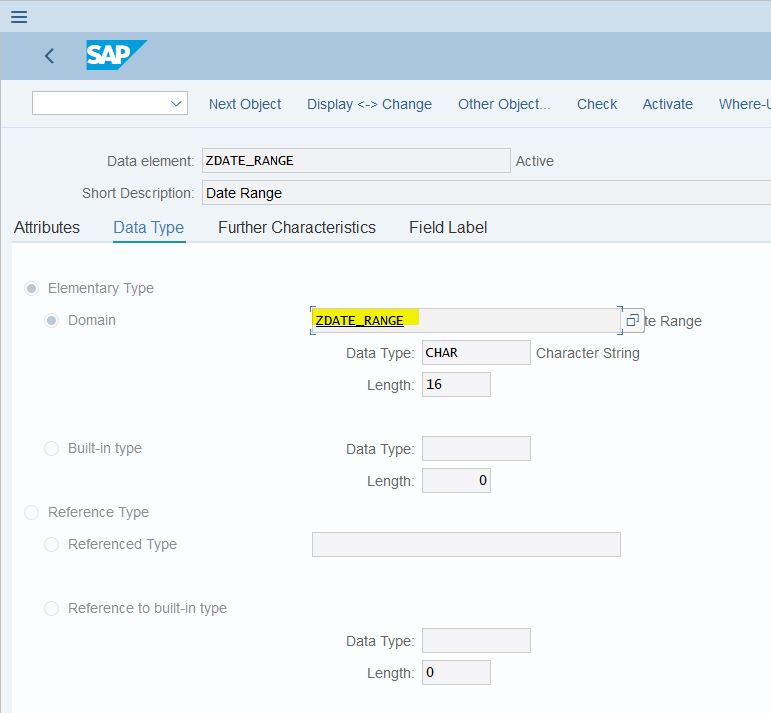 SAP
Next Object Display <-> Change Other Object... Check Activate Where-U
Data element: ZDATE_RANGE Active
Short Description: Date Range
Attributes Data Type Further Characteristics Field Label
Elementary Type
Domain ZDATE_RANGE te Range
Data Type: CHAR Character String
Length: 16
Built-in type Data Type:
Length: 0
Reference Type
Referenced Type
Reference to built-in type
Data Type:
Length: 0